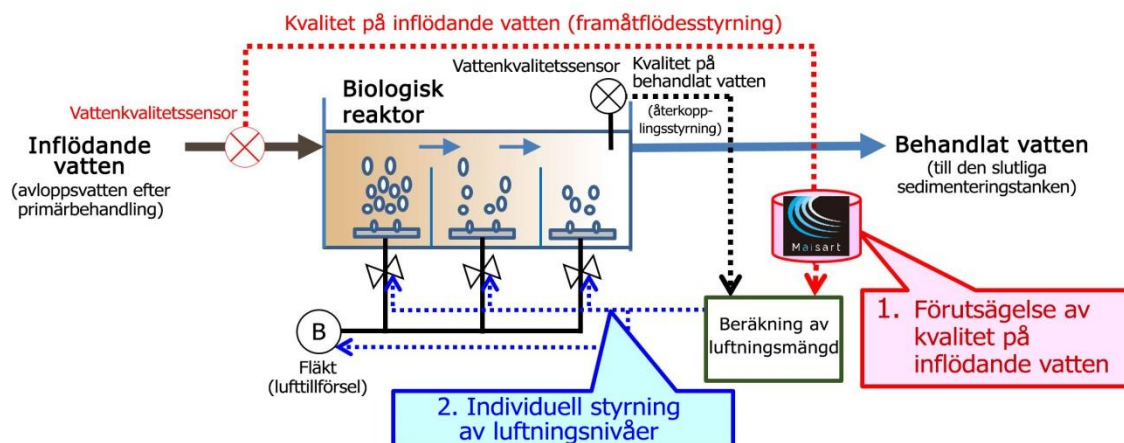 Kvalitet på inflödande vatten (framåtflödesstyrning)
Vattenkvalitetssensor
Inflödande
vatten
(avloppsvatten efter
primärbehandling)
Biologisk
reaktor
Vattenkvalitetssensor
Kvalitet på
behandlat vatten
(återkopp-
lingsstyrning)
Behandlat vatten
(till den slutliga
sedimenteringstanken)
Maisart
1. Förutsägelse av
kvalitet på
inflödande vatten
Beräkning av
luftningsmängd
B
Fläkt
(lufttillförsel)
2. Individuell styrning
av luftningsnivåer